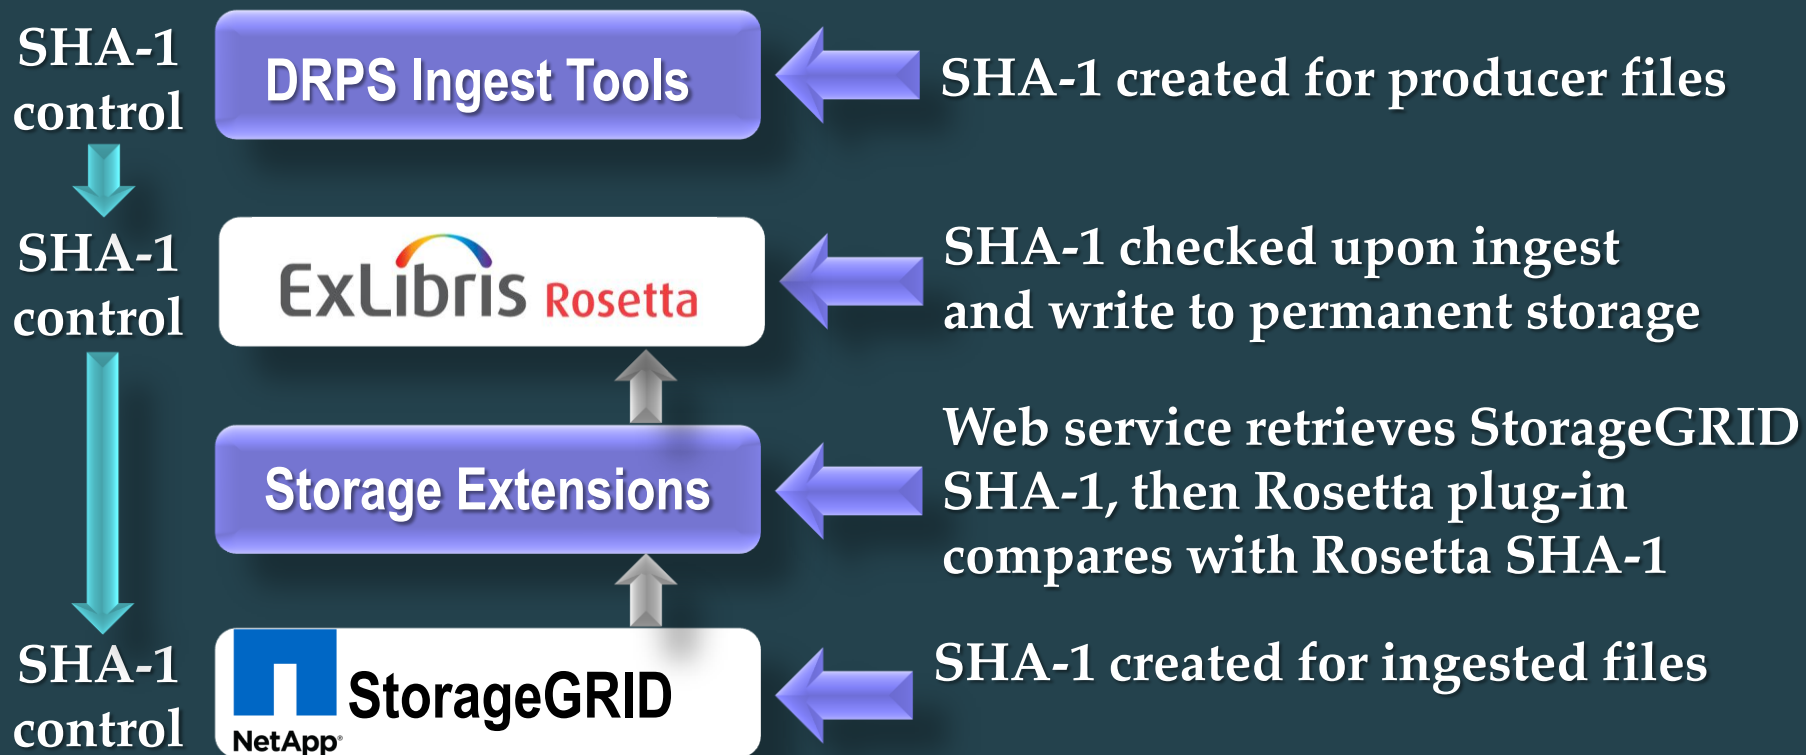 SHA-1
control
DRPS Ingest Tools
SHA-1 created for producer files
SHA-1
control
ExLibris Rosetta
SHA-1 checked upon ingest
and write to permanent storage
Storage Extensions
Web service retrieves StorageGRID
SHA-1, then Rosetta plug-in
compares with Rosetta SHA-1
SHA-1
control
NetApp®
StorageGRID
SHA-1 created for ingested files